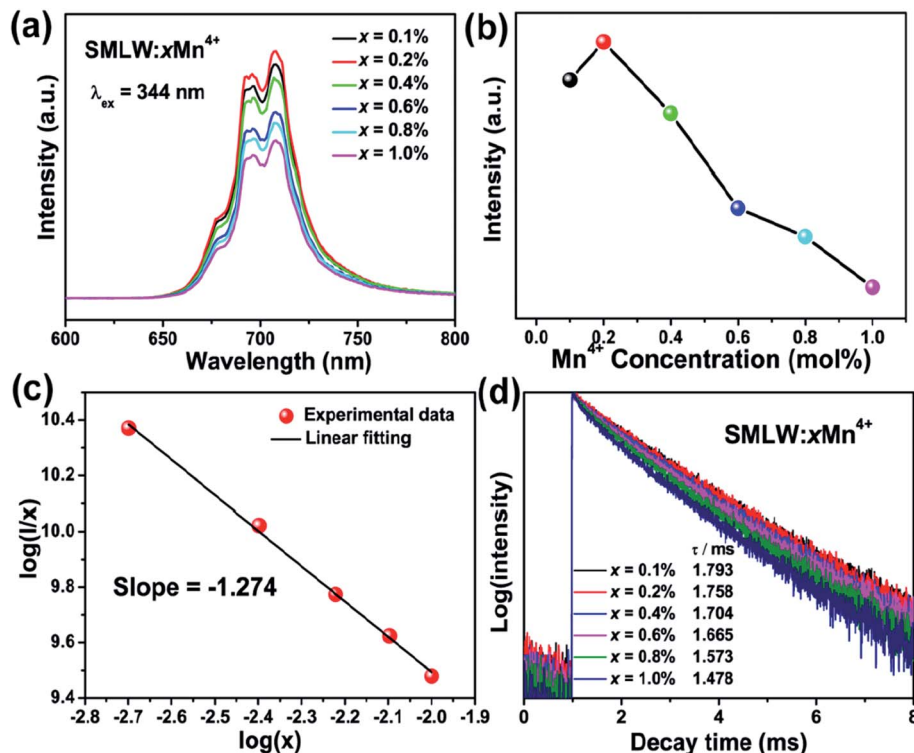 (a)
SMLW:xMn4+
λex = 344 nm
x = 0.1%
x = 0.2%
x = 0.4%
x = 0.6%
x = 0.8%
x = 1.0%
Intensity (a.u.)
600 650 700 750 800
Wavelength (nm)
(b)
Intensity (a.u.)
0.0 0.2 0.4 0.6 0.8 1.0
Mn4+ Concentration (mol%)
(c)
Experimental data
Linear fitting
Slope = -1.274
log(I/x)
10.4
10.2
10.0
9.8
9.6
9.4
-2.8 -2.7 -2.6 -2.5 -2.4 -2.3 -2.2 -2.1 -2.0 -1.9
log(x)
(d)
SMLW:xMn4+
Log(intensity)
τ / ms
x = 0.1% 1.793
x = 0.2% 1.758
x = 0.4% 1.704
x = 0.6% 1.665
x = 0.8% 1.573
x = 1.0% 1.478
0 2 4 6 8
Decay time (ms)